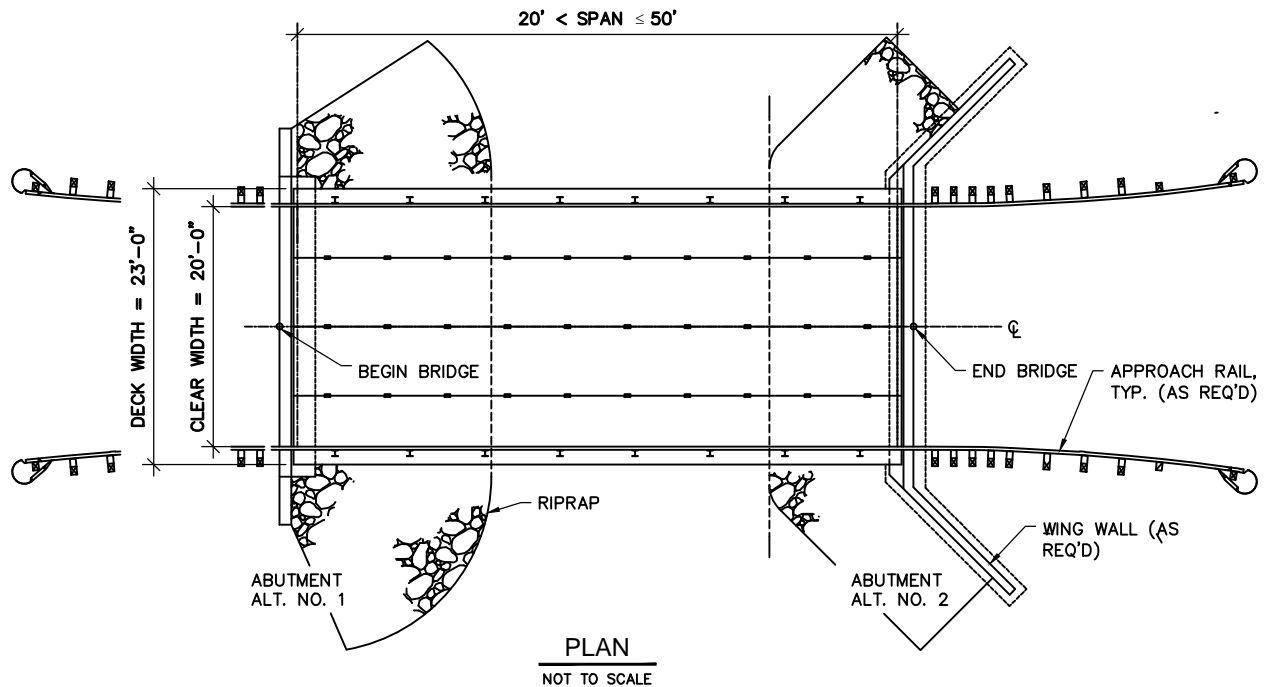 20' < SPAN ≤ 50'
DECK WIDTH = 23'-0"
CLEAR WIDTH = 20'-0"
BEGIN BRIDGE
℄
END BRIDGE
APPROACH RAIL,
TYP. (AS REQ'D)
RIPRAP
WING WALL (AS
REQ'D)
ABUTMENT
ALT. NO. 1
ABUTMENT
ALT. NO. 2
PLAN
NOT TO SCALE